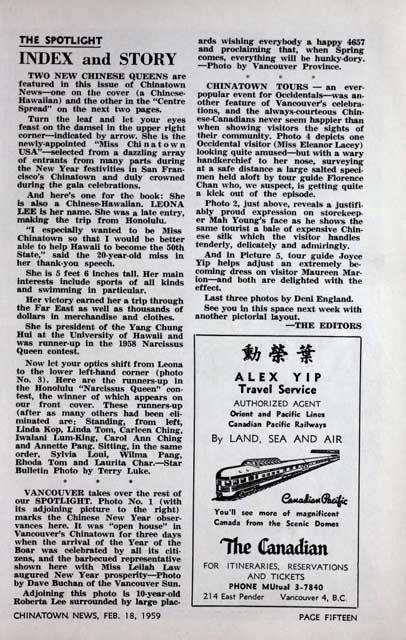 THE SPOTLIGHT
INDEX and STORY
TWO NEW CHINESE QUEENS are
featured in this issue of Chinatown
News—one on the cover (a Chinese-
Hawaiian) and the other in the "Centre
Spread" on the next two pages.
Turn the leaf and let your eyes
feast on the damsel in the upper right
corner—indicated by arrow. She is the
newly-appointed "Miss Chinatown
USA"—selected from a dazzling array
of entrants from many parts during
the New Year festivities in San Fran-
cisco's Chinatown and duly crowned
during the gala celebrations.
And here's one for the book: She
is also a Chinese-Hawaiian. LEONA
LEE is her name. She was a late entry,
making the trip from Honolulu.
"I especially wanted to be Miss
Chinatown so that I would be better
able to help Hawaii to become the 50th
State," said the 20-year-old miss in
her thank-you speech.
She is 5 feet 6 inches tall. Her main
interest include sports of all kinds
and swimming in particular.
Her victory earned her a trip through
the Far East as well as thousands of
dollars in merchandise and clothes.
She is president of the Yang Chung
Hui at the University of Hawaii and
was runner-up in the 1958 Narcissus
Queen contest.
Now let your optics shift from Leona
to the lower left-hand corner (photo
No. 3). Here are the runners-up in
the Honolulu "Narcissus Queen" con-
test, the winner of which appears on
our front cover. These runners-up
(after as many others had been eli-
minated are: Standing, from left,
Linda Kop, Linda Tom, Carleen Ching,
Iwalani Lum-King, Carol Ann Ching
and Annette Pang. Sitting, in the same
order, Sylvia Loui, Wilma Pang,
Rhoda Tom and Laurita Char.—Star
Bulletin Photo by Terry Luke.
* * *
VANCOUVER takes over the rest of
our SPOTLIGHT. Photo No. 1 (with
its adjoining picture to the right)
marks the Chinese New Year obser-
vances here. It was "open house" in
Vancouver's Chinatown for three days
when the arrival of the Year of the
Boar was celebrated by all its citi-
zens, and the barbecued representative
shown here with Miss Leilah Law
augured New Year prosperity—Photo
by Dave Buchan of the Vancouver Sun.
Adjoining this photo is 10-year-old
Roberta Lee surrounded by large plac-
ards wishing everybody a happy 4657
and proclaiming that, when Spring
comes, everything will be hunky-dory.
—Photo by Vancouver Province.
* * *
CHINATOWN TOURS — an ever-
popular event for Occidentals—was an-
other feature of Vancouver's celebra-
tions, and the always-courteous Chin-
ese-Canadians never seem happier than
when showing visitors the sights of
their community. Photo 4 depicts one
Occidental visitor (Miss Eleanor Lacey)
looking quite amused—but with a wary
handkerchief to her nose, surveying
at a safe distance a large salted speci-
men held aloft by tour guide Florence
Chan who, we suspect, is getting quite
a kick out of the episode.
Photo 2, just above, reveals a justifi-
ably proud expression on storekeep-
er Mah Young's face as he shows the
same tourist a bale of expensive Chin-
ese silk which the visitor handles
tenderly, delicately and admiringly.
And in Picture 5, tour guide Joyce
Yip helps adjust an extremely be-
coming dress on visitor Maureen Mar-
ion—and both are delighted with the
effect.
Last three photos by Deni England.
See you in this space next week with
another pictorial layout.
—THE EDITORS
勳榮葉
ALEX YIP
Travel Service
AUTHORIZED AGENT
Orient and Pacific Lines
Canadian Pacific Railways
By LAND, SEA AND AIR
Canadian Pacific
You'll see more of magnificent
Canada from the Scenic Domes
The Canadian
FOR ITINERARIES, RESERVATIONS
AND TICKETS
PHONE MUtual 3-7840
214 East Pender Vancouver 4, B.C.
CHINATOWN NEWS, FEB. 18, 1959
PAGE FIFTEEN